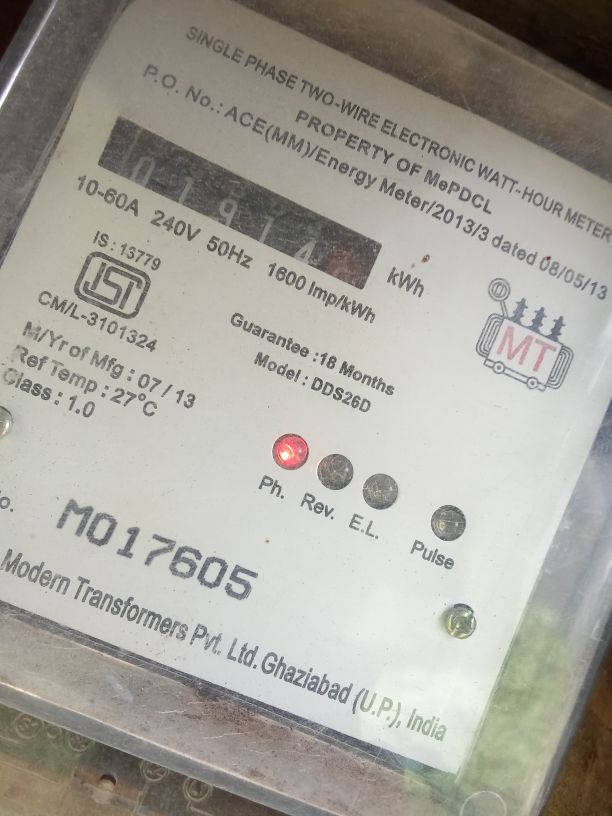 SINGLE PHASE TWO-WIRE ELECTRONIC WATT-HOUR METER
PROPERTY OF MePDCL
P.O. No.: ACE(MM)/Energy Meter/2013/3 dated 08/05/13
01914 kWh
10-60A 240V 50Hz 1600 Imp/kWh
IS : 13779
ISI
CM/L-3101324
M/Yr of Mfg : 07 / 13
Ref Temp : 27°C
Class : 1.0
Guarantee :18 Months
Model : DDS26D
MT
Ph. Rev. E.L. Pulse
M017605
Modern Transformers Pvt. Ltd. Ghaziabad (U.P.), India